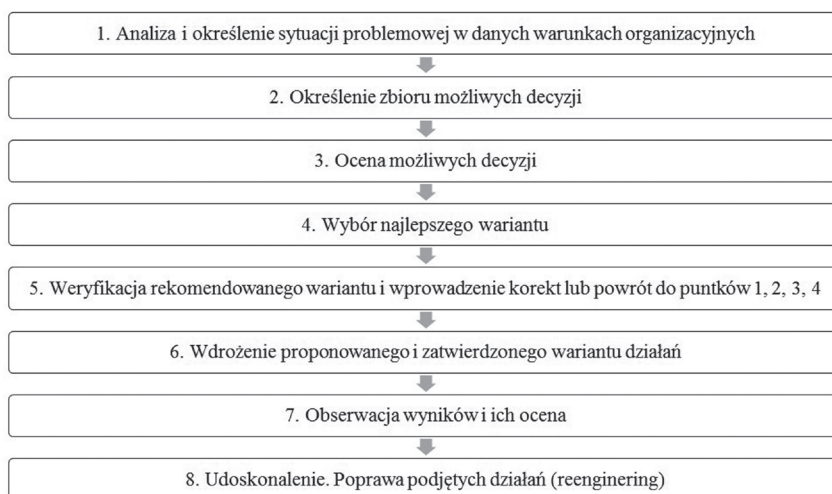 1. Analiza i określenie sytuacji problemowej w danych warunkach organizacyjnych
2. Określenie zbioru możliwych decyzji
3. Ocena możliwych decyzji
4. Wybór najlepszego wariantu
5. Weryfikacja rekomendowanego wariantu i wprowadzenie korekt lub powrót do puntków 1, 2, 3, 4
6. Wdrożenie proponowanego i zatwierdzonego wariantu działań
7. Obserwacja wyników i ich ocena
8. Udoskonalenie. Poprawa podjętych działań (reenginering)